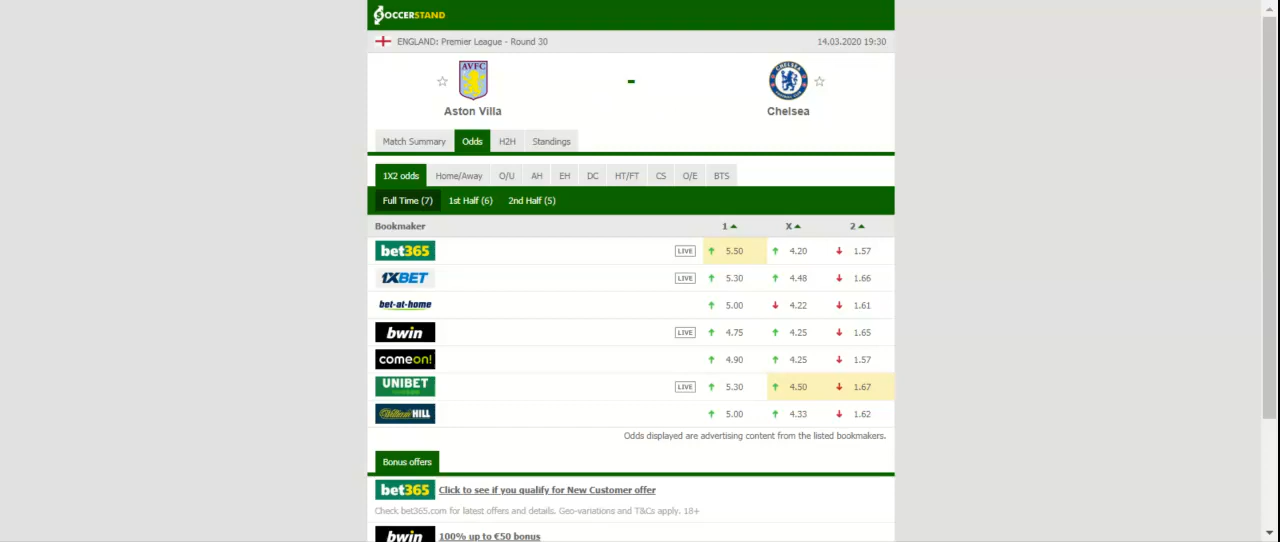 SOCCERSTAND
ENGLAND: Premier League - Round 30 14.03.2020 19:30
AVFC CHELSEA
-
Aston Villa Chelsea
Match Summary Odds H2H Standings
1X2 odds Home/Away O/U AH EH DC HT/FT CS O/E BTS
Full Time (7) 1st Half (6) 2nd Half (5)
Bookmaker 1 X 2
bet365 LIVE 5.50 4.20 1.57
1XBET LIVE 5.30 4.48 1.66
bet-at-home 5.00 4.22 1.61
bwin LIVE 4.75 4.25 1.65
comeon! 4.90 4.25 1.57
UNIBET LIVE 5.30 4.50 1.67
William HILL 5.00 4.33 1.62
Odds displayed are advertising content from the listed bookmakers.
Bonus offers
bet365 Click to see if you qualify for New Customer offer
Check bet365.com for latest offers and details. Geo-variations and T&Cs apply. 18+
bwin 100% up to €50 bonus